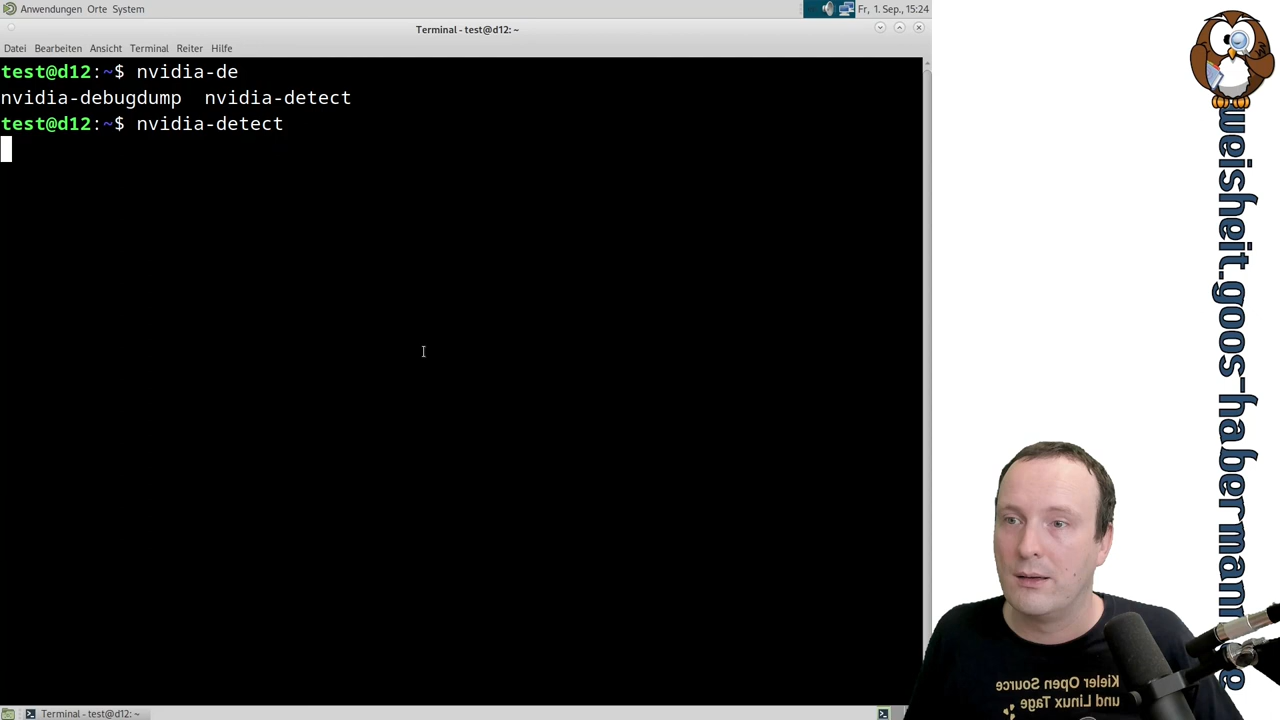 Anwendungen Orte System
Fr, 1. Sep., 15:24
Terminal - test@d12: ~
Datei Bearbeiten Ansicht Terminal Reiter Hilfe
test@d12:~$ nvidia-de
nvidia-debugdump nvidia-detect
test@d12:~$ nvidia-detect
Terminal - test@d12: ~
weisheit.goos-habermann.de
Kieler Open Source
und Linux Tage